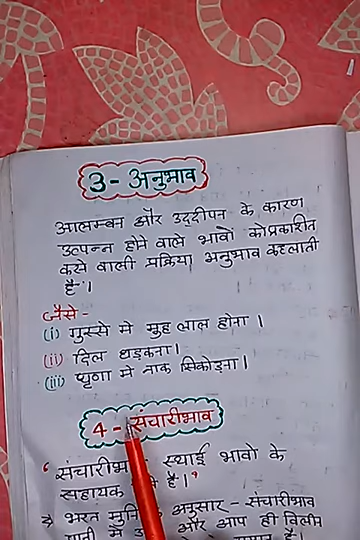 3- अनुभाव
आलम्बन और उद्दीपन के कारण
उत्पन्न होने वाले भावों को प्रकाशित
करने वाली प्रक्रिया अनुभाव कहलाती
है।
जैसे -
(i) गुस्से मे मुह लाल होना ।
(ii) दिल धड़कना।
(iii) घृणा मे नाक सिकोड़ना।
4- संचारीभाव
" संचारीभा स्थाई भावो के
सहायक है।"
→ भरत मुनि अनुसार - संचारीभाव
और आप ही विलीन